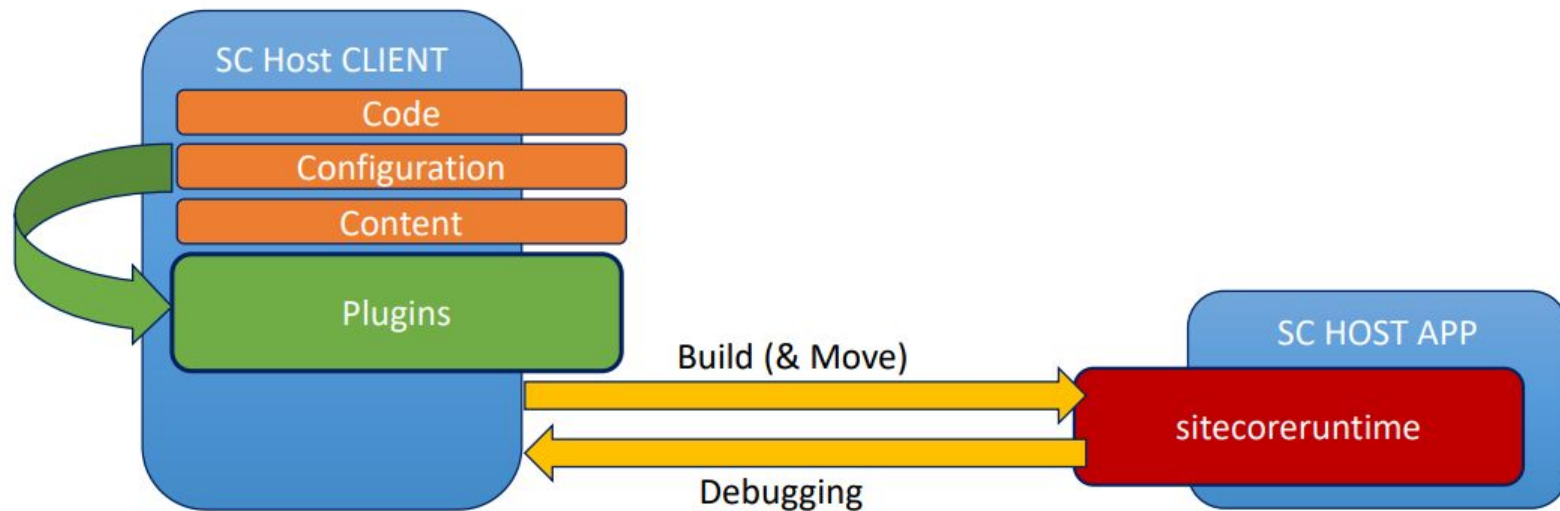 SC Host CLIENT
Code
Configuration
Content
Plugins
Build (& Move)
Debugging
SC HOST APP
sitecoreruntime